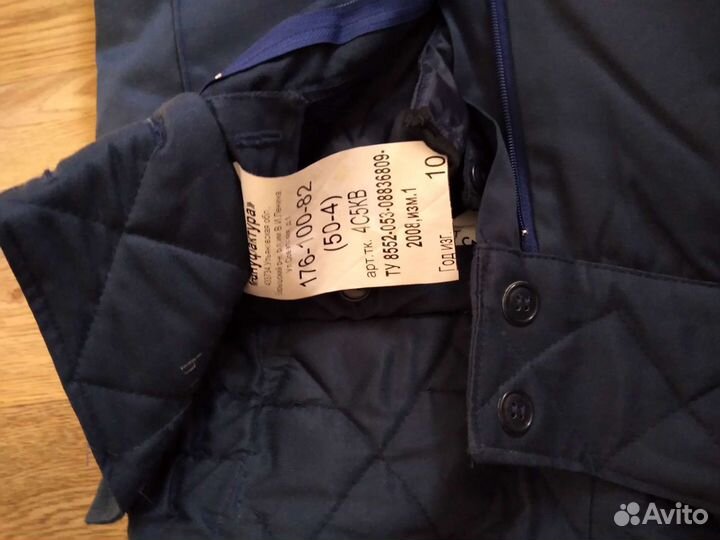 ануфактура»
176-100-82
(50-4)
арт.тк. 4С5КВ
ТУ 8552-053-08836809-
2008,изм.1
Год изг 10
Avito